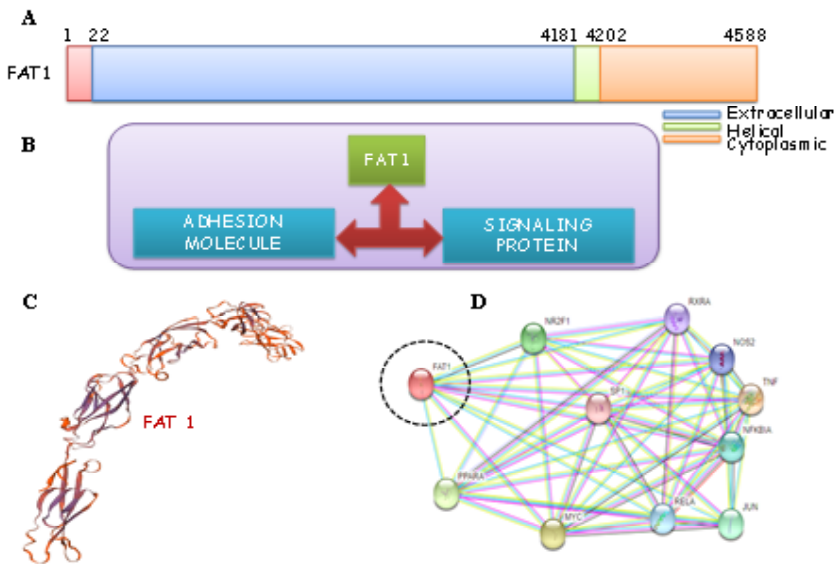 A
1 22 4181 4202 4588
FAT1
Extracellular
Helical
Cytoplasmic
B
FAT1
ADHESION
MOLECULE
SIGNALING
PROTEIN
C
FAT 1
D
RXRA
NR2F1
NOS2
FAT1
TNF
SP1
NFKBIA
PPARA
RELA
JUN
MYC